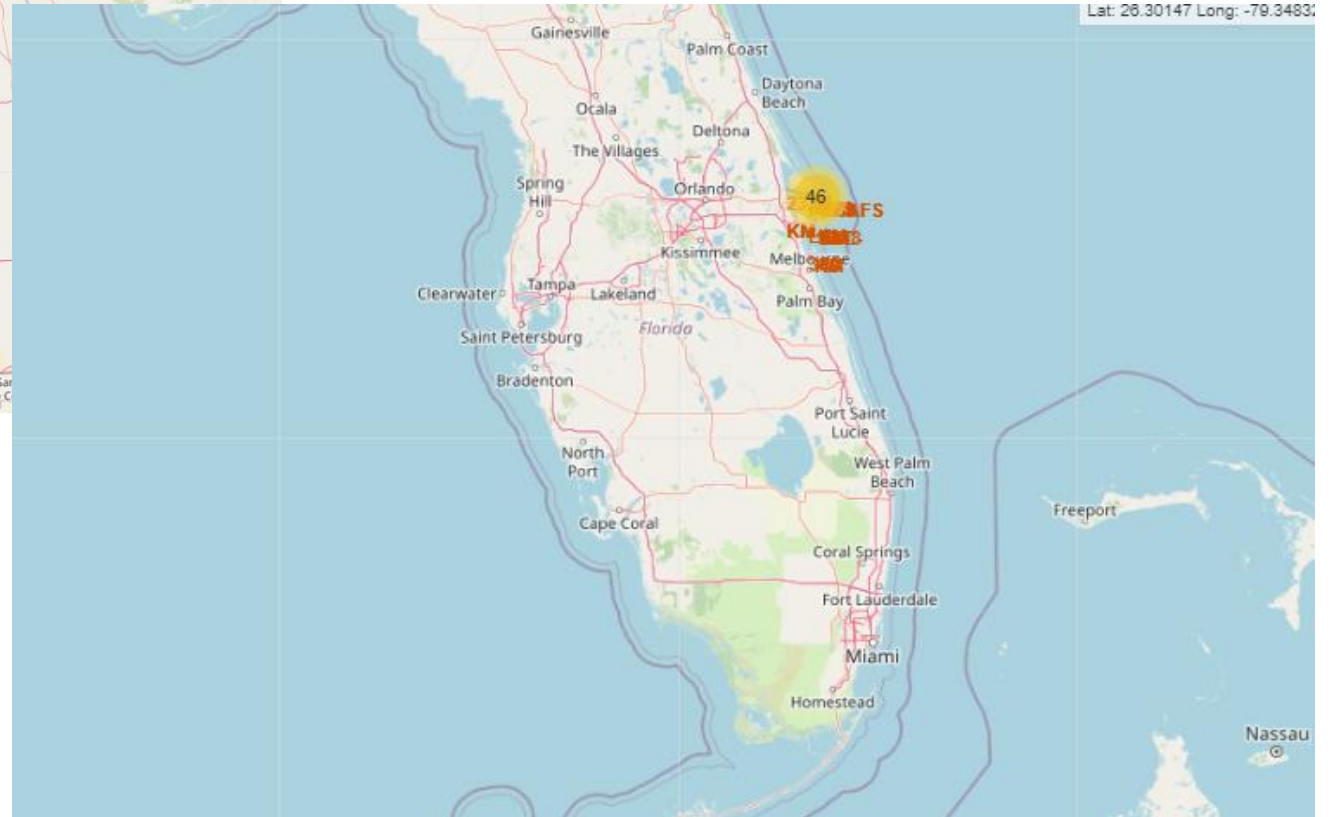 Lat: 26.30147 Long: -79.34832
Gainesville
Palm Coast
Daytona
Beach
Ocala
Deltona
The Villages
Spring
Hill
Orlando
46
Kissimmee
Melbourne
Clearwater
Tampa
Lakeland
Palm Bay
Florida
Saint Petersburg
Bradenton
Port Saint
Lucie
North
Port
West Palm
Beach
Cape Coral
Freeport
Coral Springs
Fort Lauderdale
Miami
Homestead
Nassau